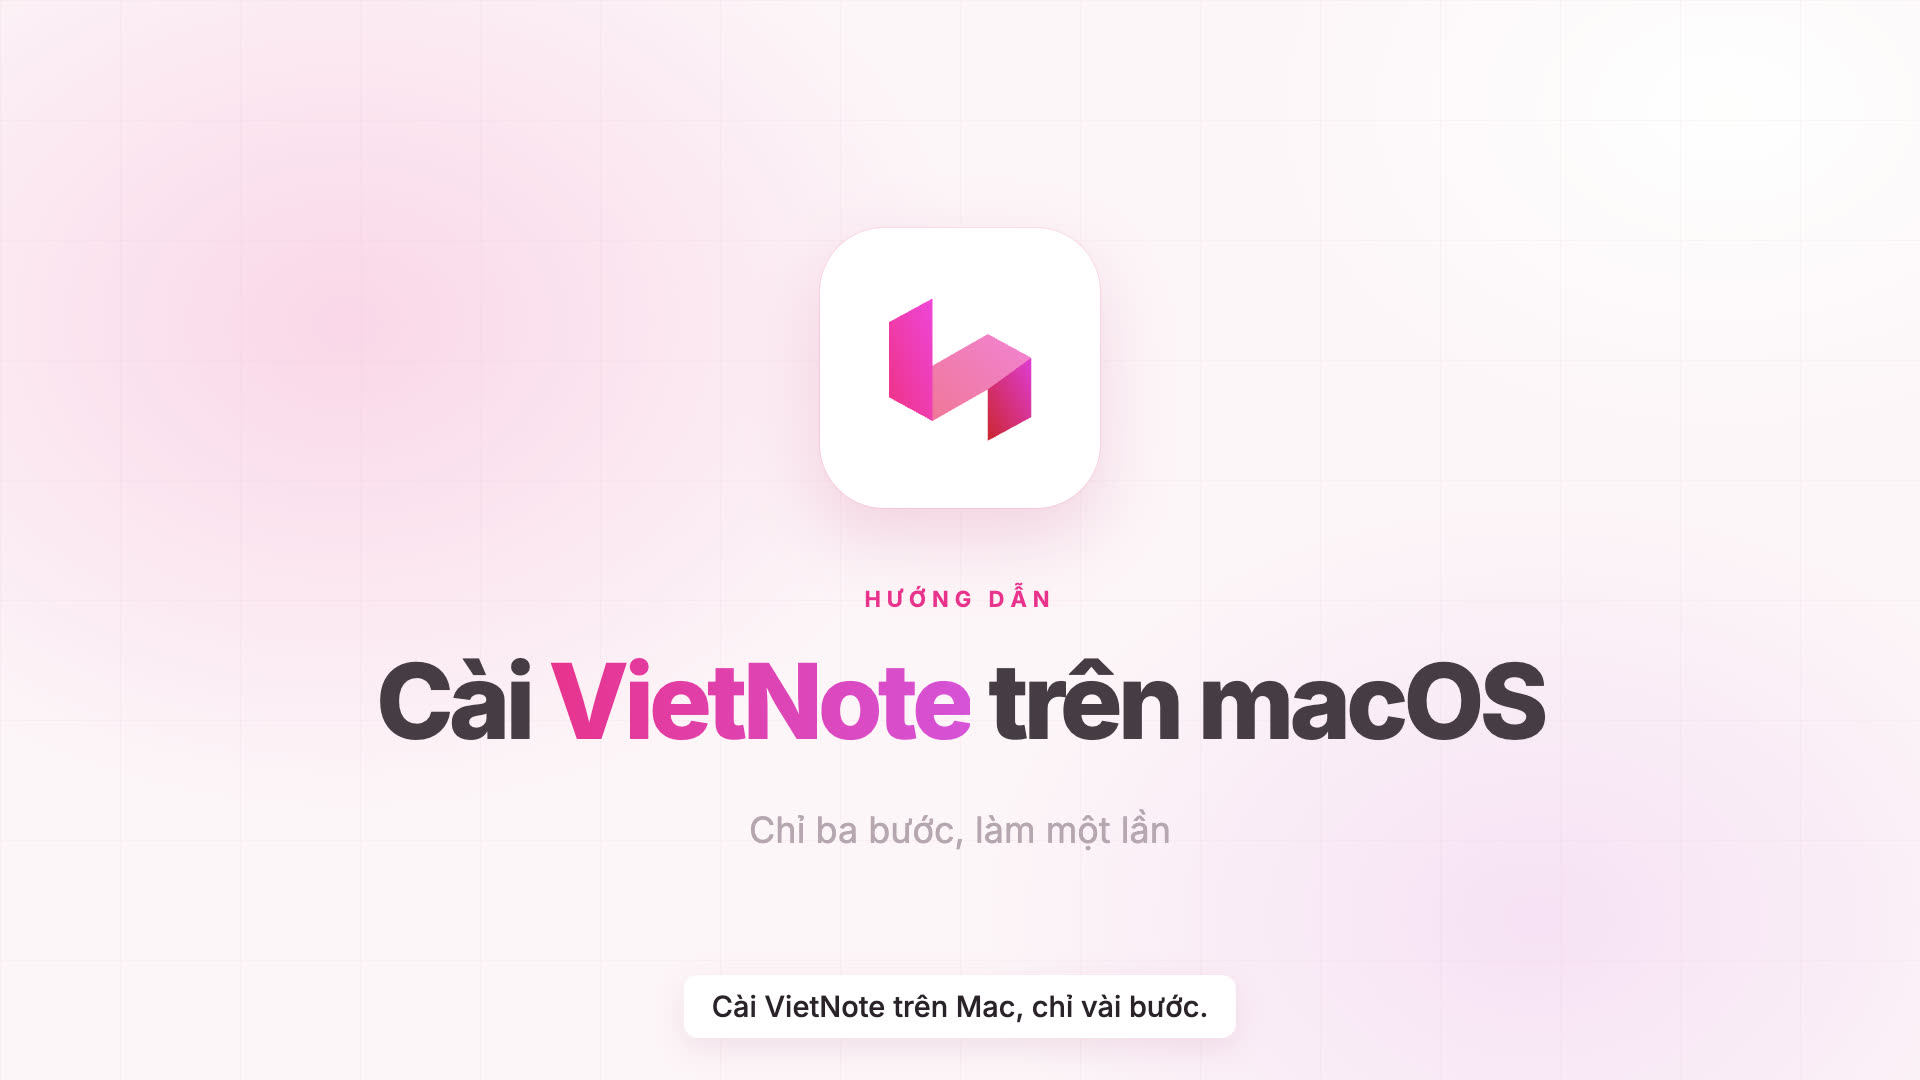 HƯỚNG DẪN
Cài VietNote trên macOS
Chỉ ba bước, làm một lần
Cài VietNote trên Mac, chỉ vài bước.